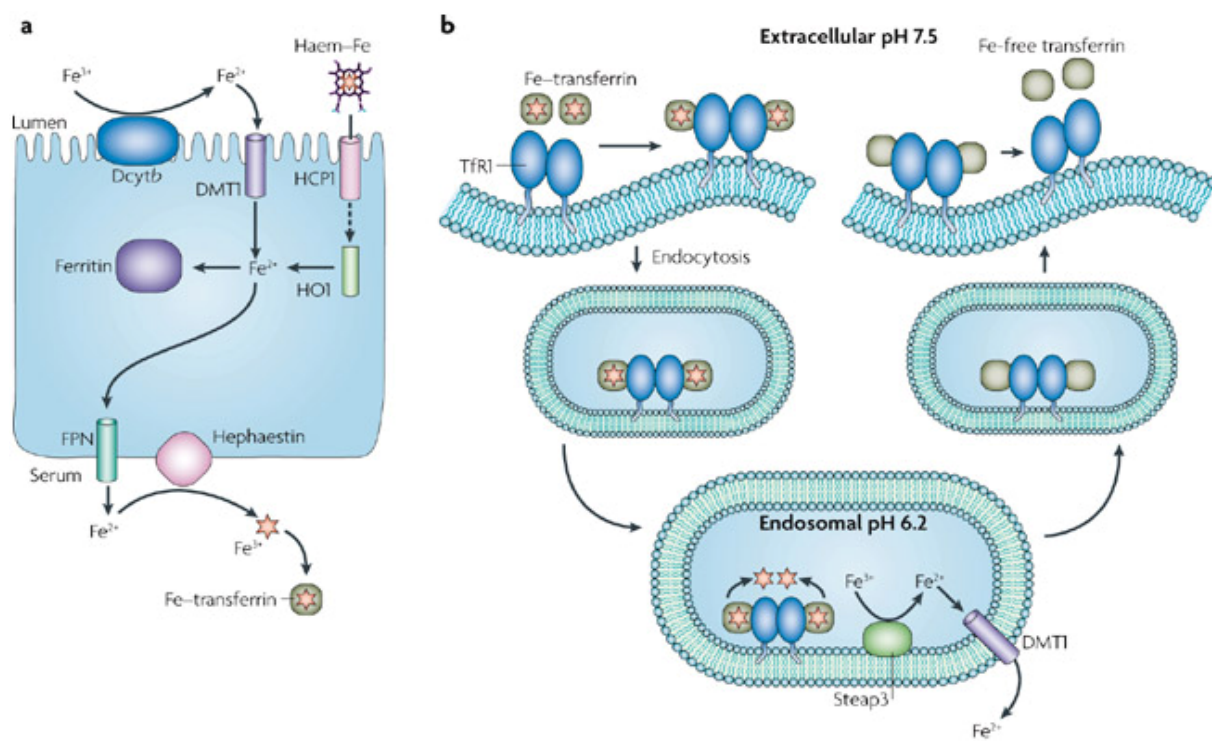 a
Haem–Fe
Fe³⁺
Fe²⁺
Lumen
Dcytb
DMT1
HCP1
Ferritin
Fe²⁺
HO1
FPN
Hephaestin
Serum
Fe²⁺
Fe³⁺
Fe–transferrin
b
Extracellular pH 7.5
Fe–transferrin
Fe-free transferrin
TfR1
Endocytosis
Endosomal pH 6.2
Fe³⁺
Fe²⁺
DMT1
Steap3
Fe²⁺